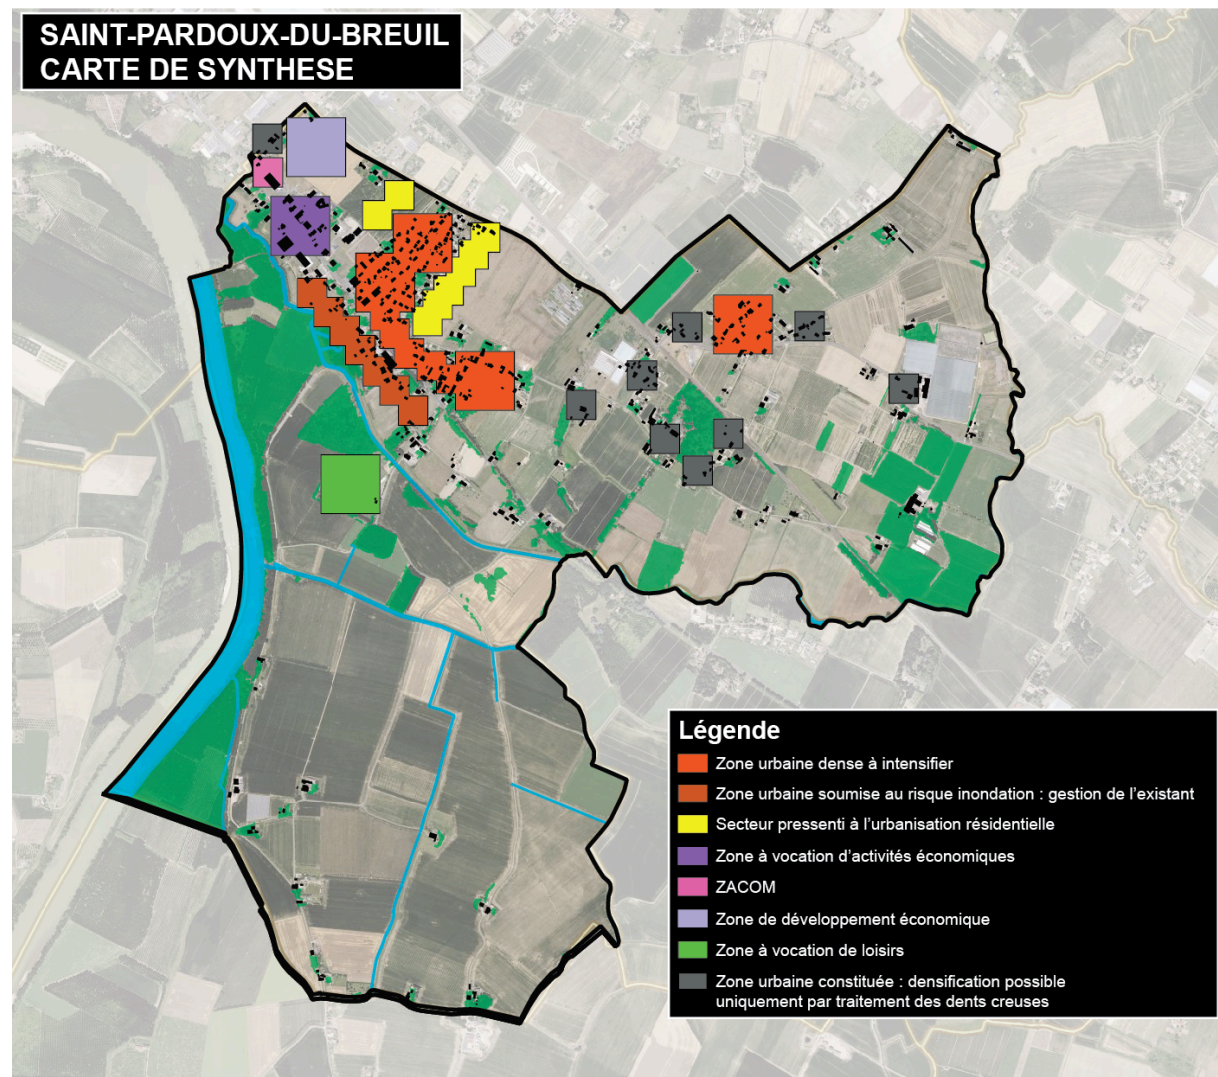 SAINT-PARDOUX-DU-BREUIL
CARTE DE SYNTHESE
Légende
Zone urbaine dense à intensifier
Zone urbaine soumise au risque inondation : gestion de l'existant
Secteur pressenti à l'urbanisation résidentielle
Zone à vocation d'activités économiques
ZACOM
Zone de développement économique
Zone à vocation de loisirs
Zone urbaine constituée : densification possible
uniquement par traitement des dents creuses